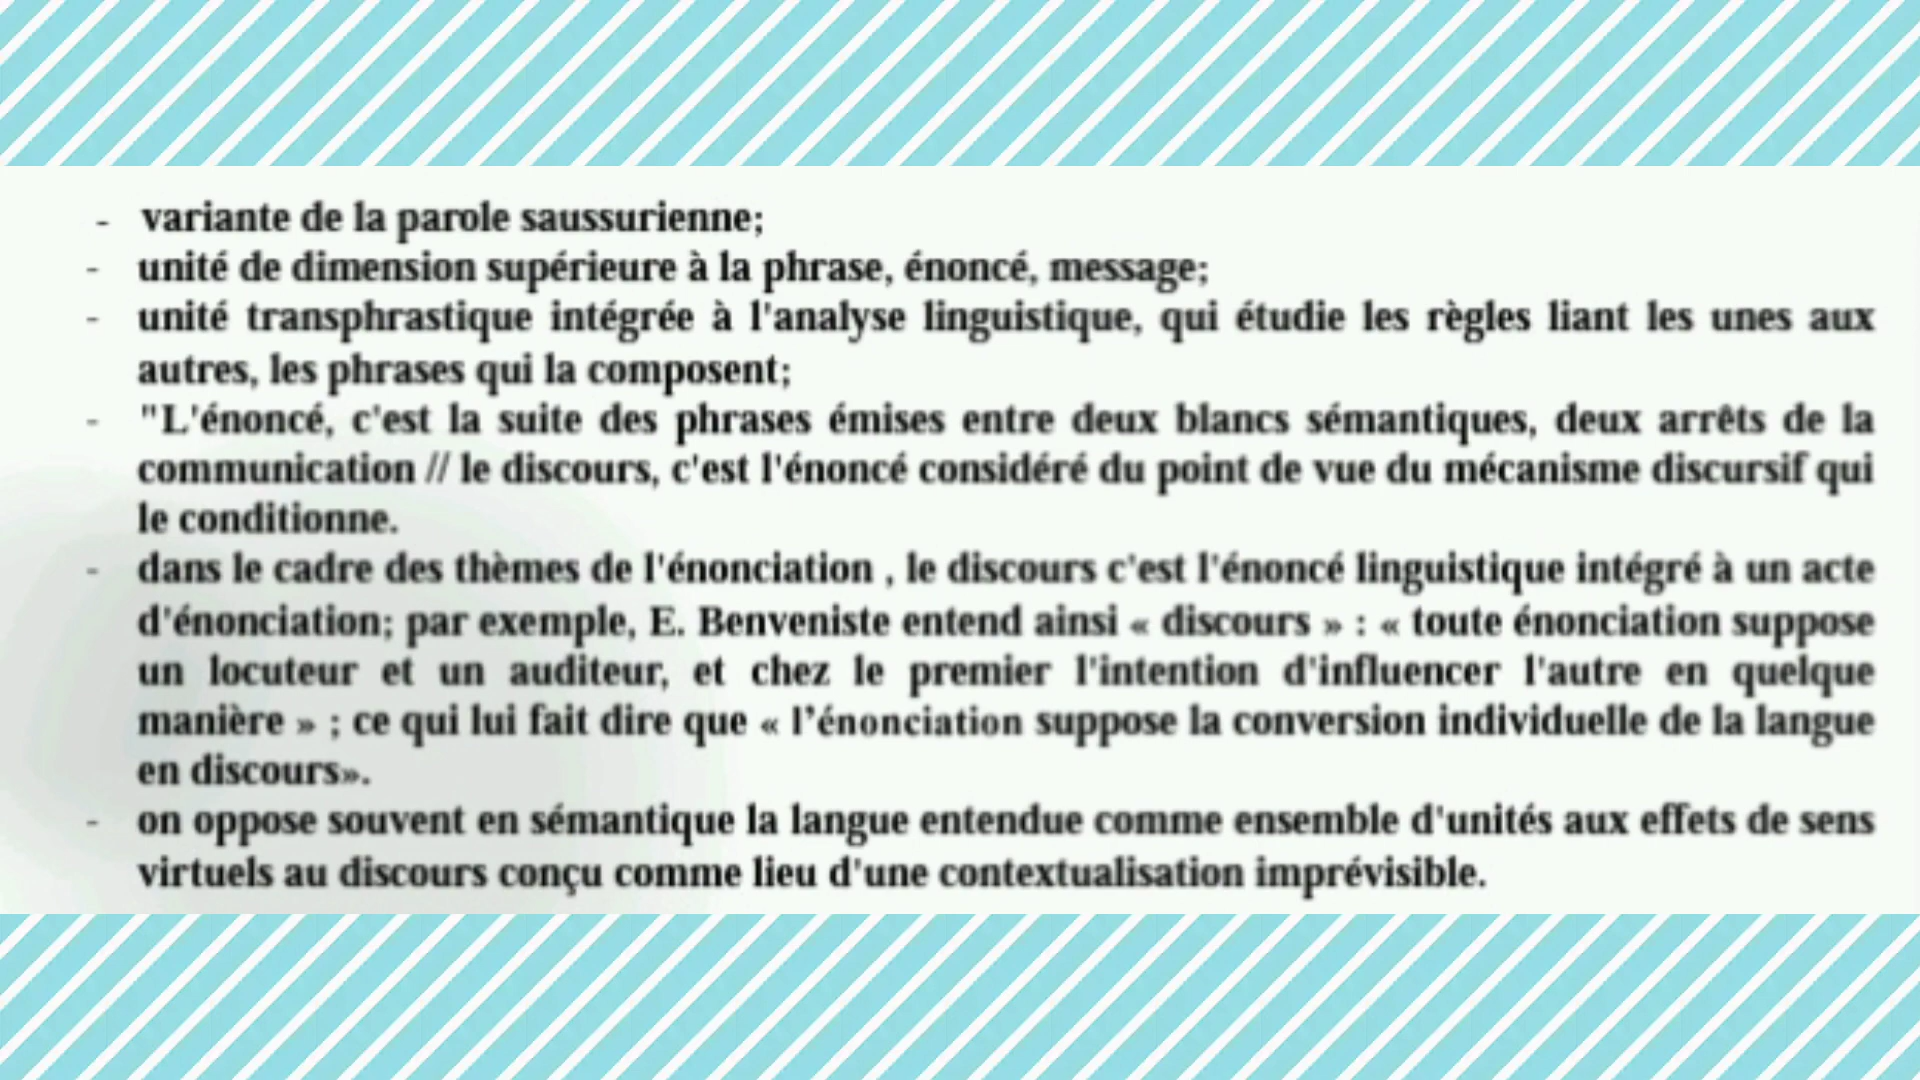 - variante de la parole saussurienne;
- unité de dimension supérieure à la phrase, énoncé, message;
- unité transphrastique intégrée à l'analyse linguistique, qui étudie les règles liant les unes aux
autres, les phrases qui la composent;
- "L'énoncé, c'est la suite des phrases émises entre deux blancs sémantiques, deux arrêts de la
communication // le discours, c'est l'énoncé considéré du point de vue du mécanisme discursif qui
le conditionne.
- dans le cadre des thèmes de l'énonciation , le discours c'est l'énoncé linguistique intégré à un acte
d'énonciation; par exemple, E. Benveniste entend ainsi « discours » : « toute énonciation suppose
un locuteur et un auditeur, et chez le premier l'intention d'influencer l'autre en quelque
manière » ; ce qui lui fait dire que « l’énonciation suppose la conversion individuelle de la langue
en discours».
- on oppose souvent en sémantique la langue entendue comme ensemble d'unités aux effets de sens
virtuels au discours conçu comme lieu d'une contextualisation imprévisible.